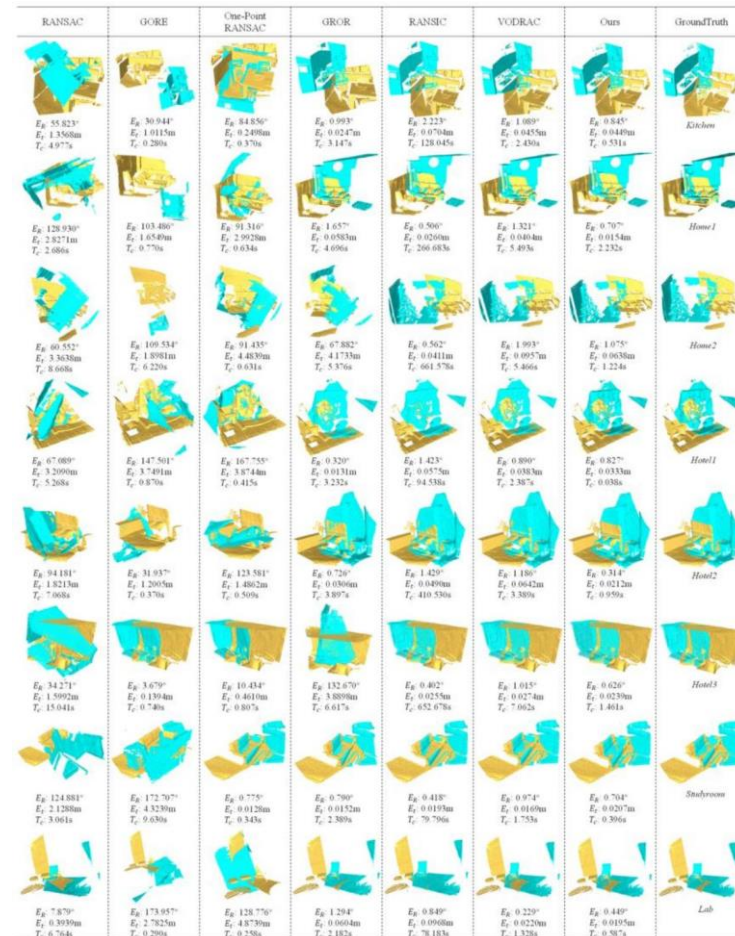 RANSAC GORE One-Point RANSAC GROR RANSIC VODRAC Ours GroundTruth
E_R: 55.823° E_R: 30.944° E_R: 84.856° E_R: 0.993° E_R: 2.223° E_R: 1.089° E_R: 0.845° Kitchen
E_t: 1.3568m E_t: 1.0115m E_t: 0.2498m E_t: 0.0247m E_t: 0.0704m E_t: 0.0455m E_t: 0.0449m
T_c: 4.977s T_c: 0.280s T_c: 0.370s T_c: 3.147s T_c: 128.045s T_c: 2.430s T_c: 0.531s
E_R: 128.930° E_R: 103.486° E_R: 91.316° E_R: 1.657° E_R: 0.506° E_R: 1.321° E_R: 0.707° Home1
E_t: 2.8271m E_t: 1.6549m E_t: 2.9928m E_t: 0.0583m E_t: 0.0260m E_t: 0.0404m E_t: 0.0154m
T_c: 2.686s T_c: 0.770s T_c: 0.634s T_c: 4.696s T_c: 266.683s T_c: 5.493s T_c: 2.232s
E_R: 60.552° E_R: 109.534° E_R: 91.435° E_R: 67.882° E_R: 0.562° E_R: 1.993° E_R: 1.075° Home2
E_t: 3.3638m E_t: 1.8981m E_t: 4.4839m E_t: 4.1733m E_t: 0.0411m E_t: 0.0957m E_t: 0.0638m
T_c: 8.668s T_c: 6.220s T_c: 0.631s T_c: 5.376s T_c: 661.578s T_c: 5.466s T_c: 1.224s
E_R: 67.089° E_R: 147.501° E_R: 167.755° E_R: 0.320° E_R: 1.423° E_R: 0.890° E_R: 0.827° Hotel1
E_t: 3.2090m E_t: 3.7491m E_t: 3.8744m E_t: 0.0131m E_t: 0.0575m E_t: 0.0383m E_t: 0.0333m
T_c: 5.268s T_c: 0.870s T_c: 0.415s T_c: 3.232s T_c: 94.538s T_c: 2.387s T_c: 0.038s
E_R: 94.181° E_R: 31.937° E_R: 123.581° E_R: 0.726° E_R: 1.429° E_R: 1.186° E_R: 0.314° Hotel2
E_t: 1.8213m E_t: 1.2005m E_t: 1.4862m E_t: 0.0306m E_t: 0.0490m E_t: 0.0642m E_t: 0.0212m
T_c: 7.068s T_c: 0.370s T_c: 0.509s T_c: 3.897s T_c: 410.530s T_c: 3.389s T_c: 0.959s
E_R: 34.271° E_R: 3.679° E_R: 10.434° E_R: 132.670° E_R: 0.402° E_R: 1.015° E_R: 0.626° Hotel3
E_t: 1.5992m E_t: 0.1394m E_t: 0.4610m E_t: 3.8898m E_t: 0.0255m E_t: 0.0274m E_t: 0.0239m
T_c: 15.041s T_c: 0.740s T_c: 0.807s T_c: 6.617s T_c: 652.678s T_c: 7.062s T_c: 1.461s
E_R: 124.881° E_R: 172.707° E_R: 0.775° E_R: 0.790° E_R: 0.418° E_R: 0.974° E_R: 0.704° Studyroom
E_t: 2.1288m E_t: 4.3239m E_t: 0.0128m E_t: 0.0152m E_t: 0.0193m E_t: 0.0169m E_t: 0.0207m
T_c: 3.061s T_c: 9.630s T_c: 0.343s T_c: 2.389s T_c: 79.796s T_c: 1.753s T_c: 0.396s
E_R: 7.879° E_R: 173.957° E_R: 128.776° E_R: 1.294° E_R: 0.849° E_R: 0.229° E_R: 0.449° Lab
E_t: 0.3939m E_t: 2.7825m E_t: 4.8739m E_t: 0.0604m E_t: 0.0968m E_t: 0.0220m E_t: 0.0195m
T_c: 6.764s T_c: 0.290s T_c: 0.258s T_c: 2.182s T_c: 78.183s T_c: 1.328s T_c: 0.587s